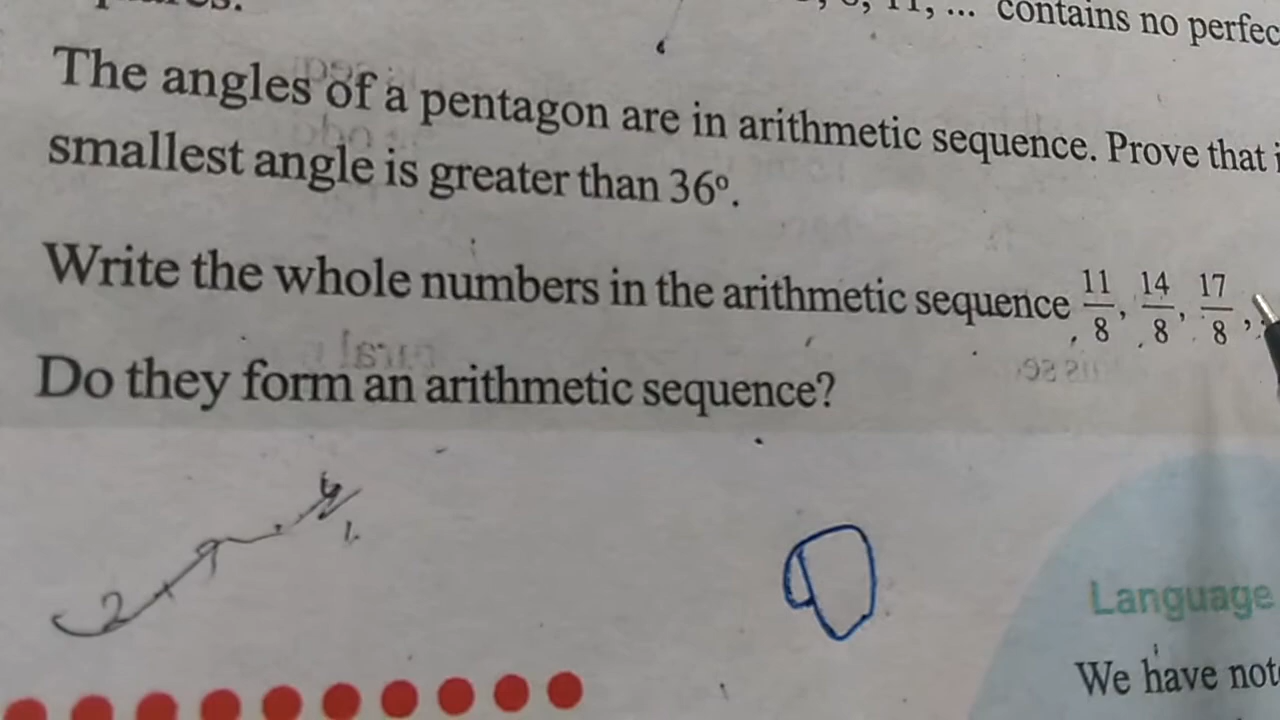 11, ... contains no perfec
The angles of a pentagon are in arithmetic sequence. Prove that i
smallest angle is greater than 36º.
Write the whole numbers in the arithmetic sequence 11/8, 14/8, 17/8,
Do they form an arithmetic sequence?
Language
We have not